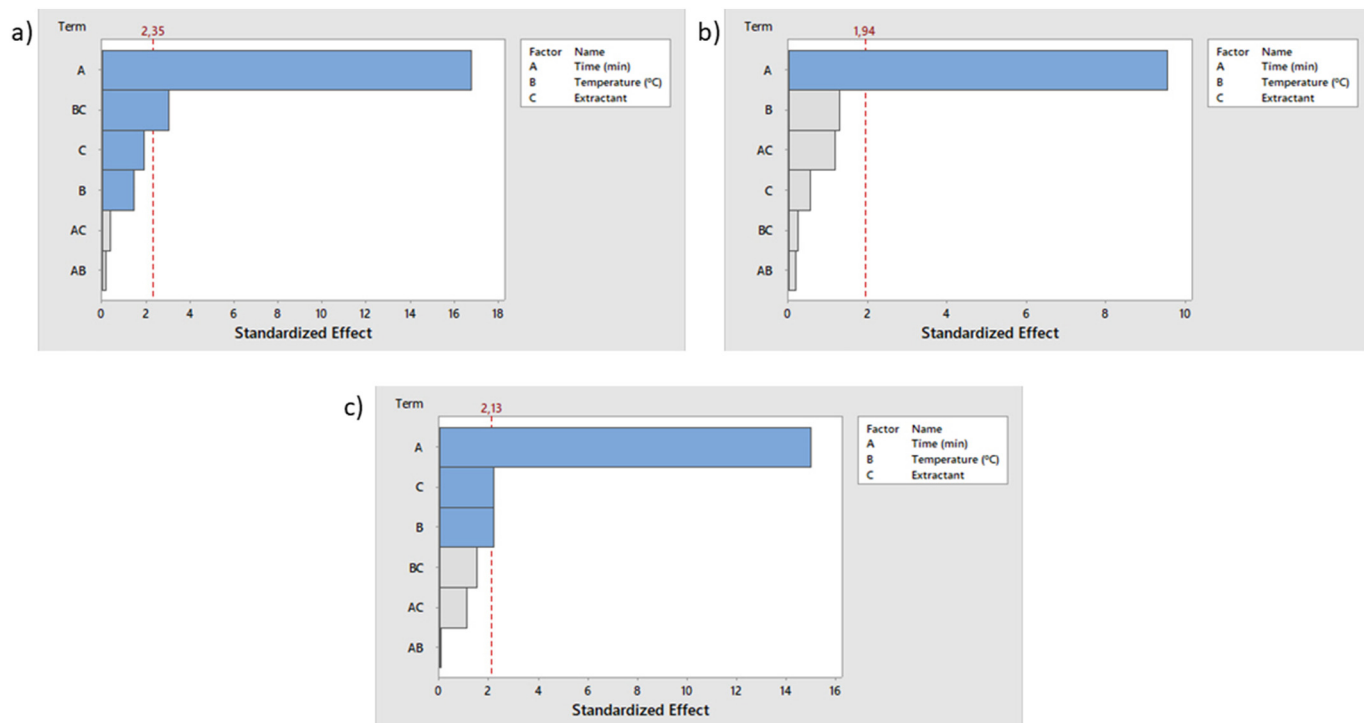 a)
Term
2,35
A
BC
C
B
AC
AB
0 2 4 6 8 10 12 14 16 18
Standardized Effect
Factor Name
A Time (min)
B Temperature (ºC)
C Extractant
b)
Term
1,94
A
B
AC
C
BC
AB
0 2 4 6 8 10
Standardized Effect
Factor Name
A Time (min)
B Temperature (ºC)
C Extractant
c)
Term
2,13
A
C
B
BC
AC
AB
0 2 4 6 8 10 12 14 16
Standardized Effect
Factor Name
A Time (min)
B Temperature (ºC)
C Extractant